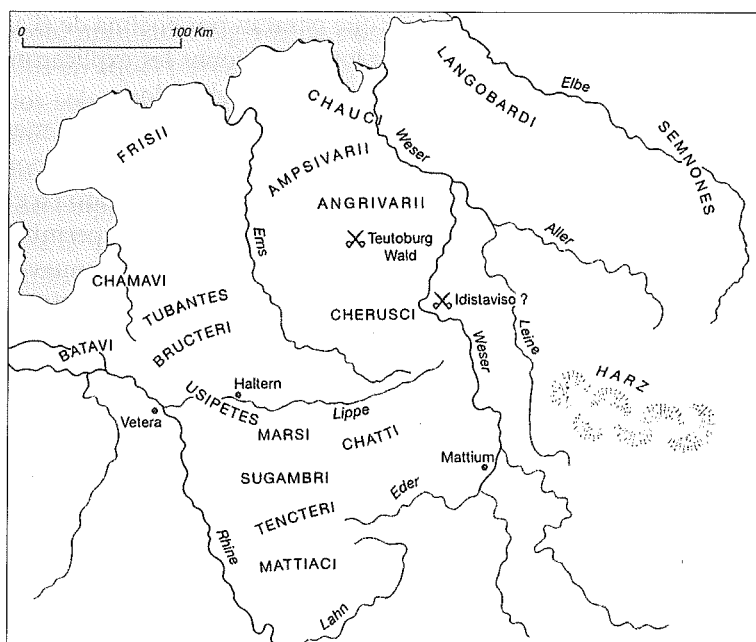 0
100 Km
LANGOBARDI
Elbe
CHAUCI
FRISII
Weser
SEMNONES
AMPSIVARII
ANGRIVARII
Ems
Teutoburg
Wald
Aller
CHAMAVI
TUBANTES
CHERUSCI
Idistaviso ?
BRUCTERI
Weser
Leine
BATAVI
HARZ
Haltern
USIPETES
Lippe
Vetera
MARSI
CHATTI
Mattium
SUGAMBRI
Eder
TENCTERI
Rhine
MATTIACI
Lahn